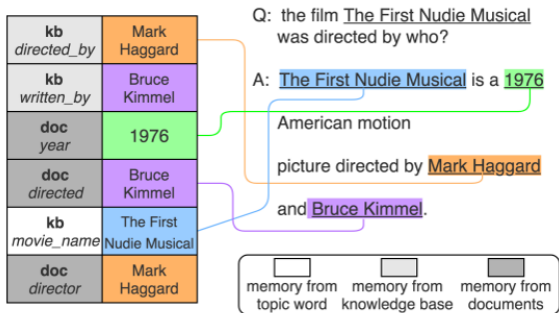 kb
directed_by
Mark
Haggard
kb
written_by
Bruce
Kimmel
doc
year
1976
doc
directed
Bruce
Kimmel
kb
movie_name
The First
Nudie Musical
doc
director
Mark
Haggard
Q: the film The First Nudie Musical
was directed by who?
A: The First Nudie Musical is a 1976
American motion
picture directed by Mark Haggard
and Bruce Kimmel.
memory from
topic word
memory from
knowledge base
memory from
documents